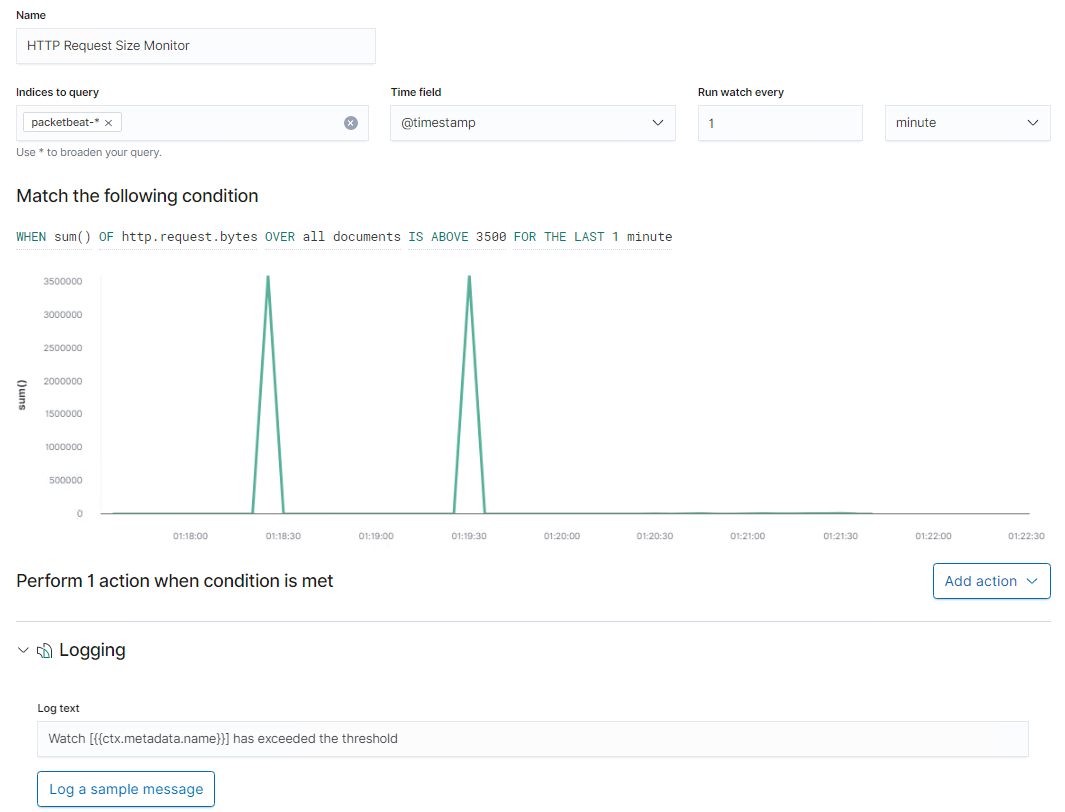 Name
HTTP Request Size Monitor
Indices to query
Time field
Run watch every
packetbeat-* ×
@timestamp
1
minute
Use * to broaden your query.
Match the following condition
WHEN sum() OF http.request.bytes OVER all documents IS ABOVE 3500 FOR THE LAST 1 minute
3500000
3000000
2500000
2000000
1500000
1000000
500000
0
sum()
01:18:00
01:18:30
01:19:00
01:19:30
01:20:00
01:20:30
01:21:00
01:21:30
01:22:00
01:22:30
Perform 1 action when condition is met
Add action
Logging
Log text
Watch [{{ctx.metadata.name}}] has exceeded the threshold
Log a sample message